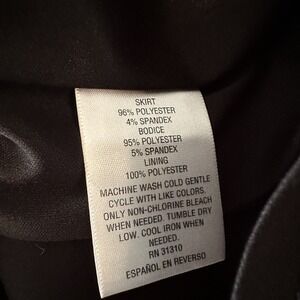 SKIRT
96% POLYESTER
4% SPANDEX
BODICE
95% POLYESTER
5% SPANDEX
LINING
100% POLYESTER
MACHINE WASH COLD GENTLE
CYCLE WITH LIKE COLORS.
ONLY NON-CHLORINE BLEACH
WHEN NEEDED. TUMBLE DRY
LOW. COOL IRON WHEN
NEEDED.
RN 31310
ESPAÑOL EN REVERSO